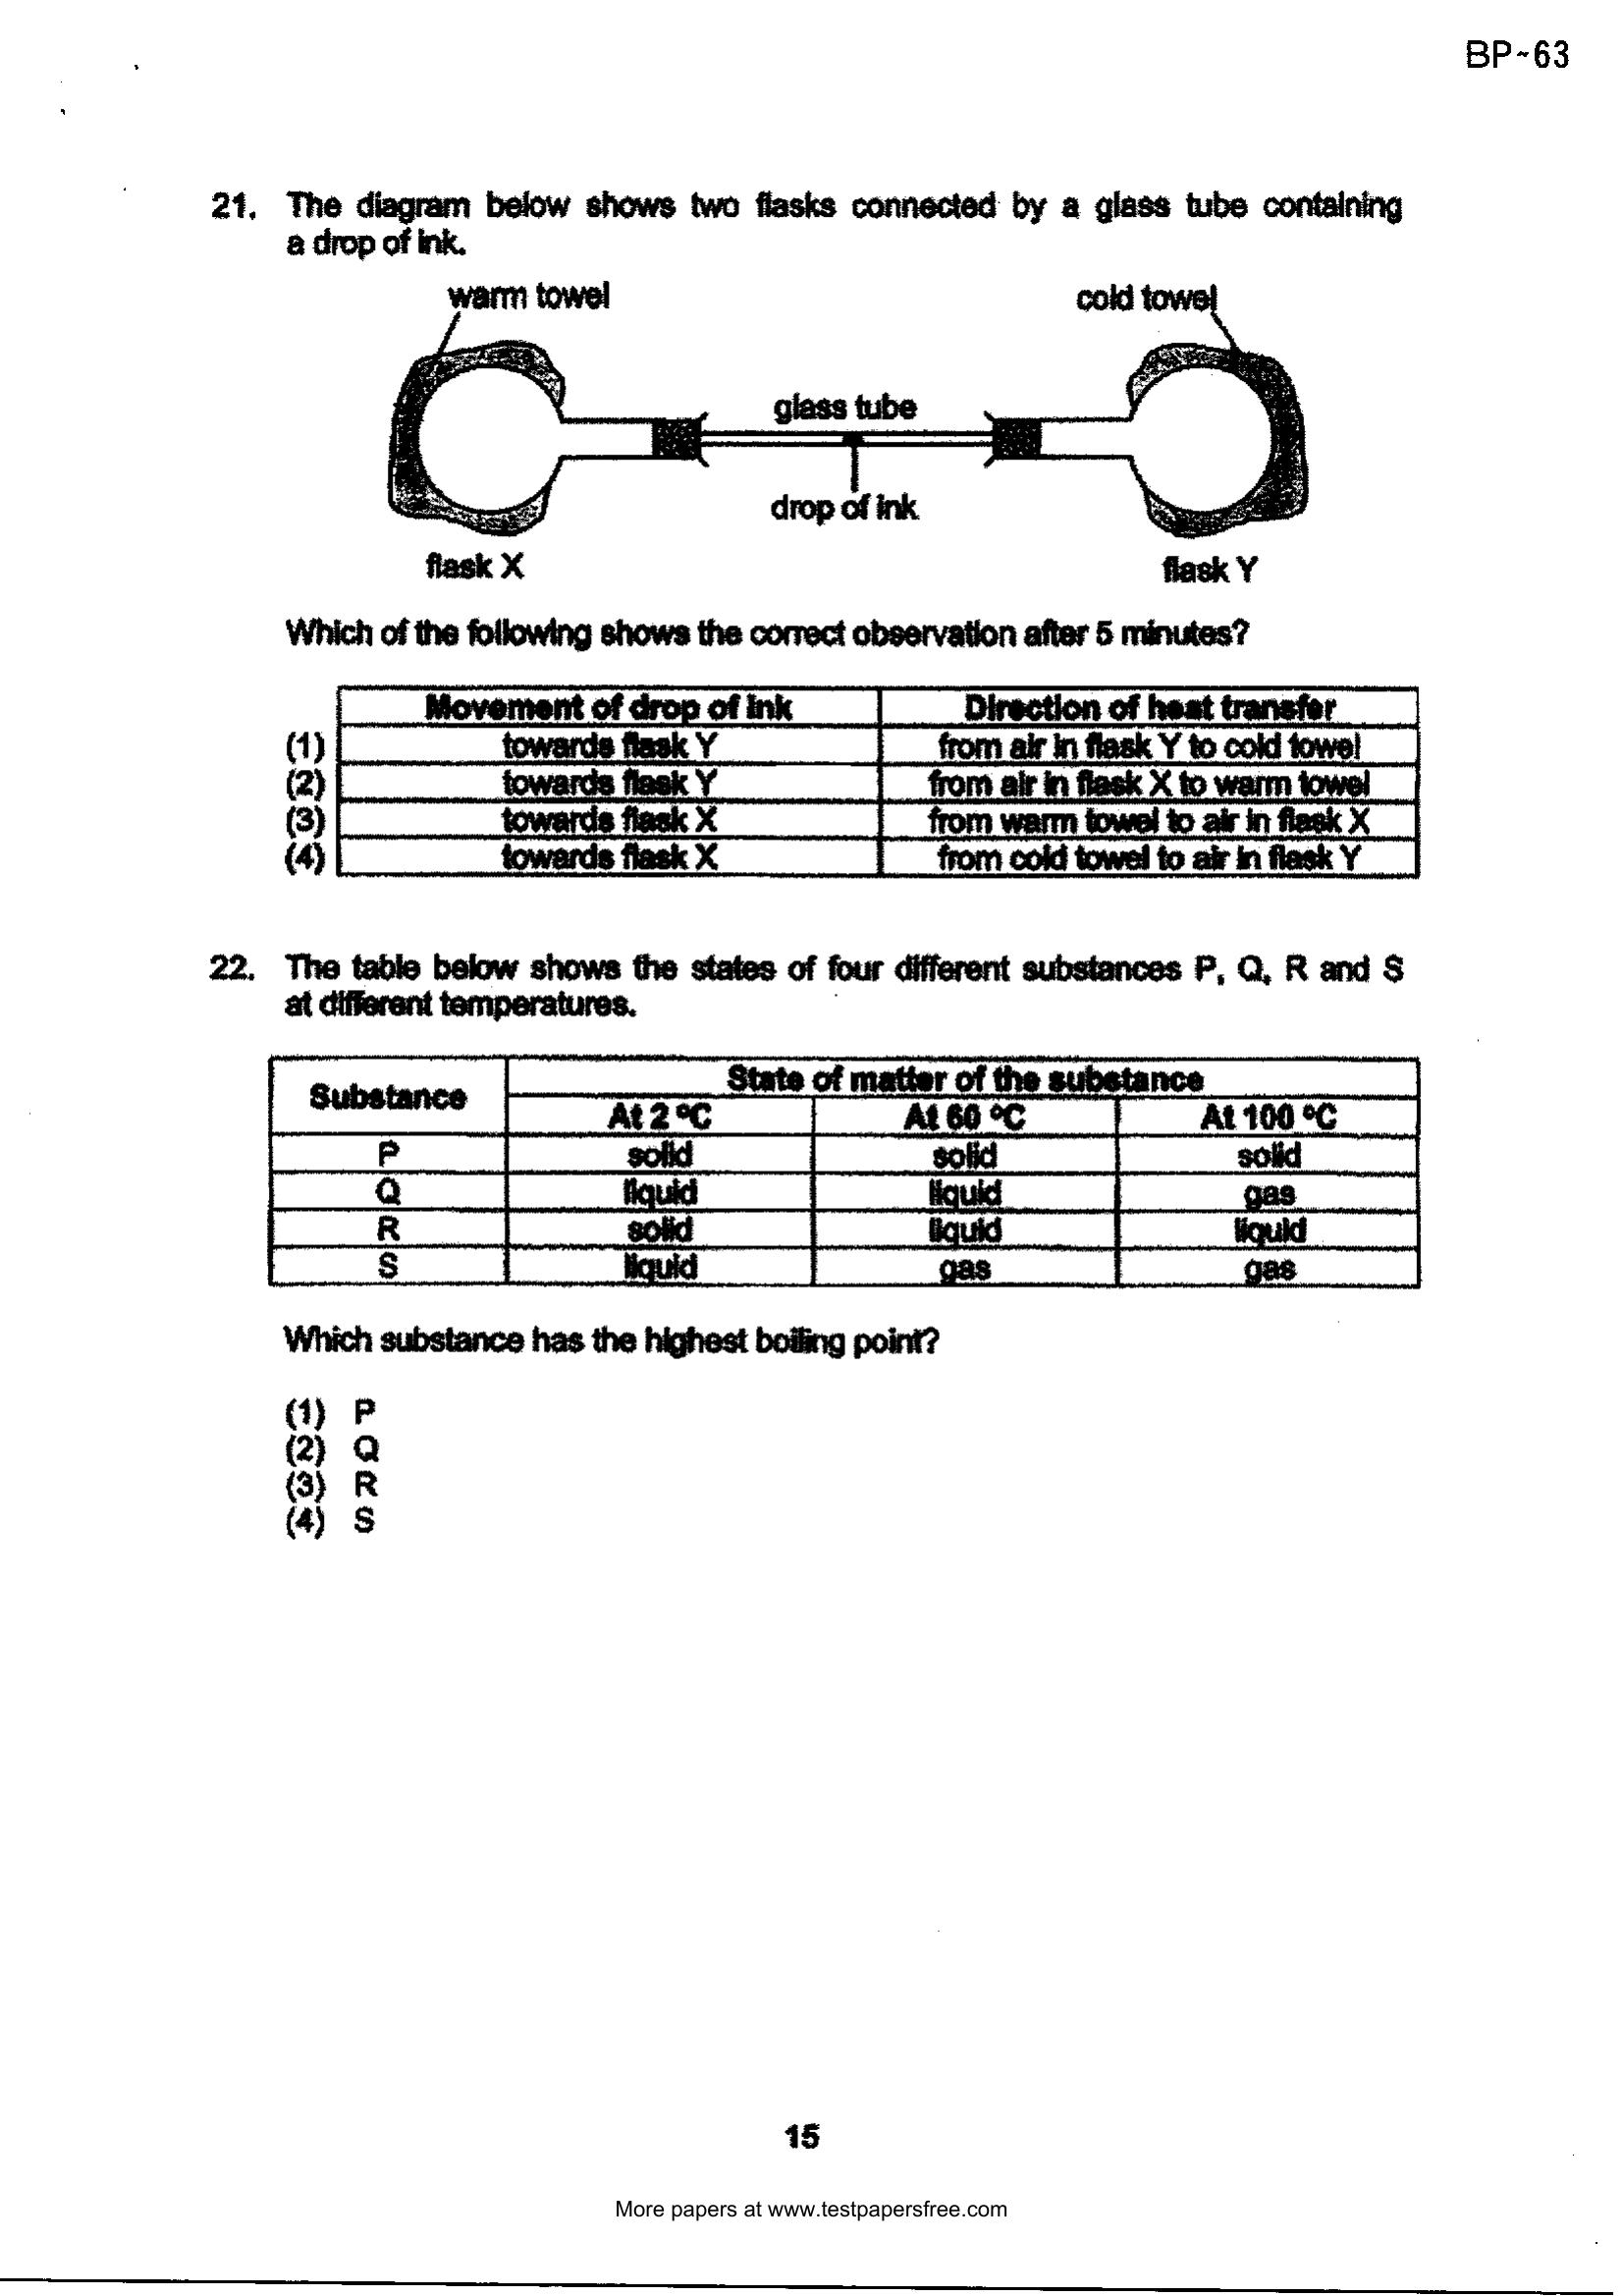 BP-63
21. The diagram below shows two flasks connected by a glass tube containing
a drop of ink.
warm towel
cold towel
glass tube
drop of ink
flask X
flask Y
Which of the following shows the correct observation after 5 minutes?
Movement of drop of ink Direction of heat transfer
(1) towards flask Y from air in flask Y to cold towel
(2) towards flask Y from air in flask X to warm towel
(3) towards flask X from warm towel to air in flask X
(4) towards flask X from cold towel to air in flask Y
22. The table below shows the states of four different substances P, Q, R and S
at different temperatures.
Substance State of matter of the substance
At 2 ºC At 60 ºC At 100 ºC
P solid solid solid
Q liquid liquid gas
R solid liquid liquid
S liquid gas gas
Which substance has the highest boiling point?
(1) P
(2) Q
(3) R
(4) S
15
More papers at www.testpapersfree.com